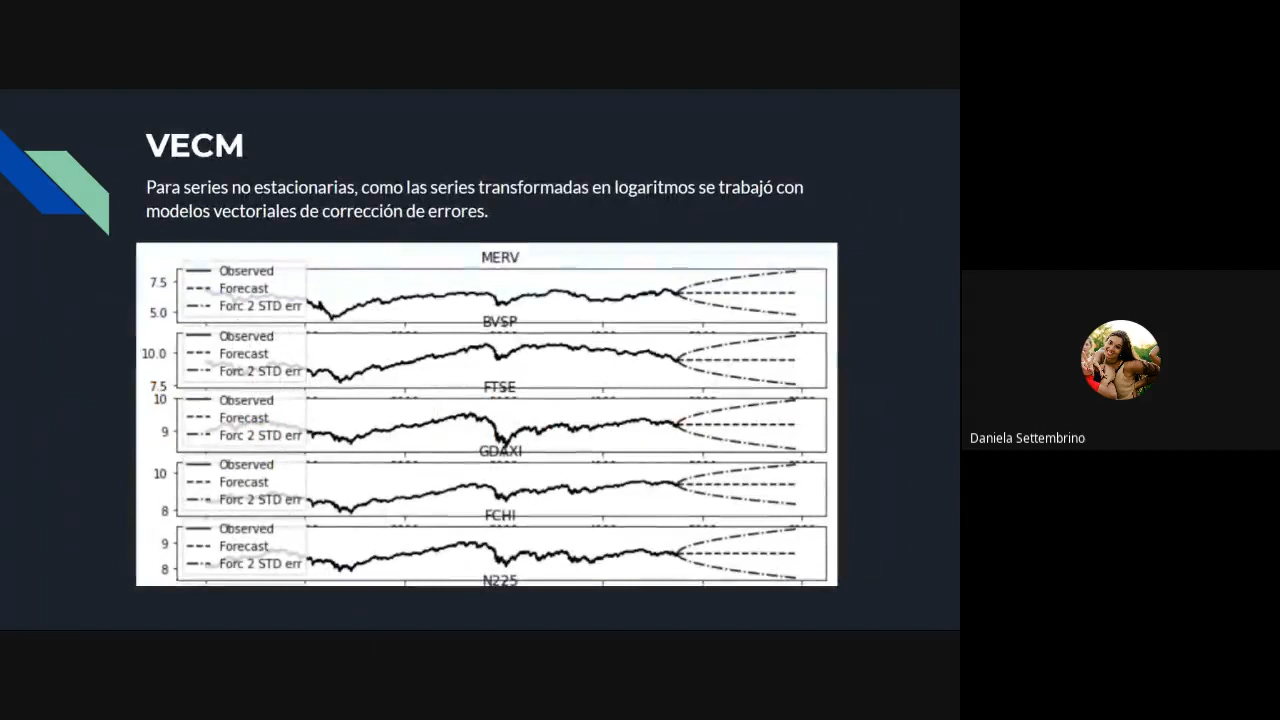 VECM
Para series no estacionarias, como las series transformadas en logaritmos se trabajó con
modelos vectoriales de corrección de errores.
MERV
Observed
Forecast
Forc 2 STD err
7.5
5.0
BVSP
Observed
Forecast
Forc 2 STD err
10.0
7.5
FTSE
Observed
Forecast
Forc 2 STD err
10
9
GDAXI
Observed
Forecast
Forc 2 STD err
10
8
FCHI
Observed
Forecast
Forc 2 STD err
9
8
N225
Daniela Settembrino